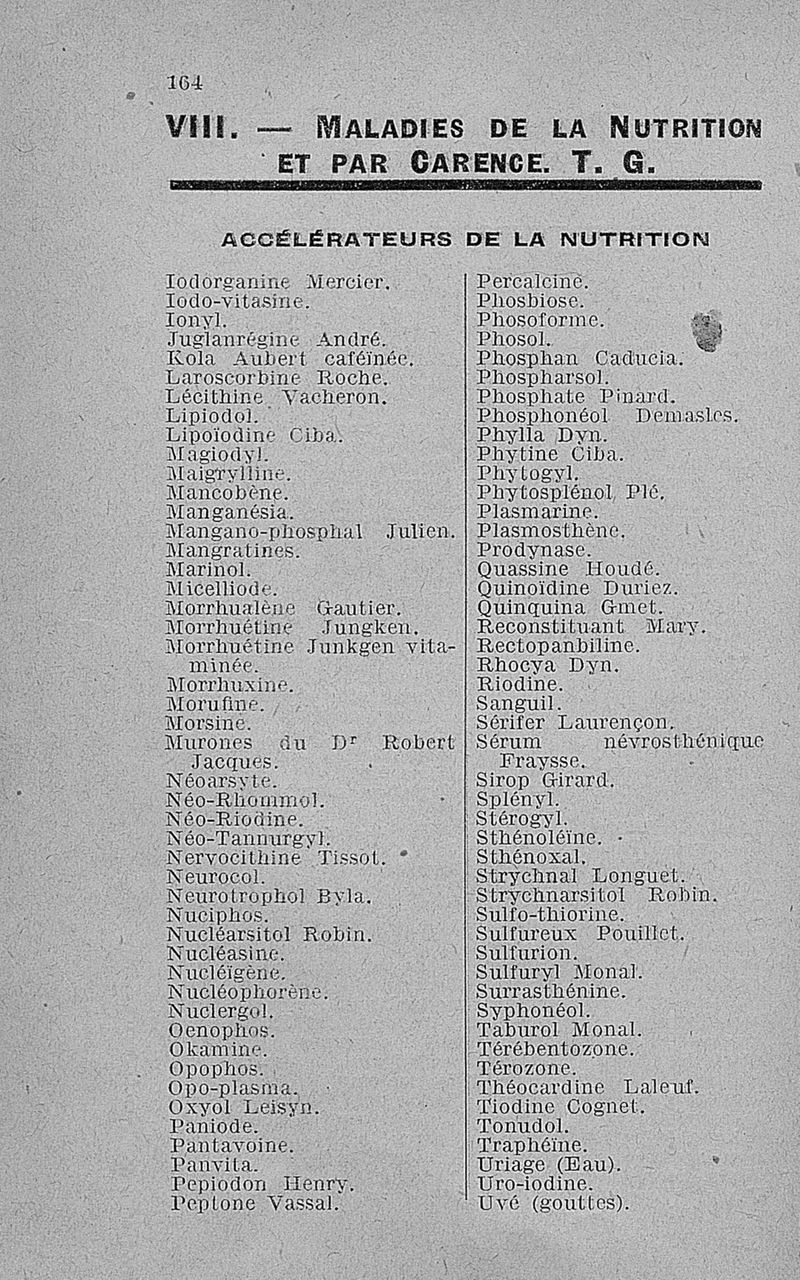 164
VIII. — MALADIES DE LA NUTRITION
ET PAR CARENCE. T. G.
ACCÉLÉRATEURS DE LA NUTRITION
Iodorganine Mercier.
Iodo-vitasine.
Ionyl.
Juglanrégine André.
Kola Aubert caféïnée.
Laroscorbine Roche.
Lécithine Vacheron.
Lipiodol.
Lipoïodine Ciba.
Magiodyl.
Maigrylline.
Mancobène.
Manganésia.
Mangano-phosphal Julien.
Mangratines.
Marinol.
Micelliode.
Morrhualène Gautier.
Morrhuétine Jungken.
Morrhuétine Junkgen vita-
minée.
Morrhuxine.
Morufine.
Morsine.
Murones du Dr Robert
Jacques.
Néoarsyte.
Néo-Rhommol.
Néo-Riodine.
Néo-Tannurgyl.
Nervocithine Tissot.
Neurocol.
Neurotrophol Byla.
Nuciphos.
Nucléarsitol Robin.
Nucléasine.
Nucléïgène.
Nucléophorène.
Nuclergol.
Oenophos.
Okamine.
Opophos.
Opo-plasma.
Oxyol Leisyn.
Paniode.
Pantavoine.
Panvita.
Pepiodon Henry.
Peptone Vassal.
Percalcine.
Phosbiose.
Phosoforme.
Phosol.
Phosphan Caducia.
Phospharsol.
Phosphate Pinard.
Phosphonéol Demasles.
Phylla Dyn.
Phytine Ciba.
Phytogyl.
Phytosplénol Plé.
Plasmarine.
Plasmosthène.
Prodynase.
Quassine Houdé.
Quinoïdine Duriez.
Quinquina Gmet.
Reconstituant Mary.
Rectopanbiline.
Rhocya Dyn.
Riodine.
Sanguil.
Sérifer Laurençon.
Sérum névrosthénique
Fraysse.
Sirop Girard.
Splényl.
Stérogyl.
Sthénoléïne.
Sthénoxal.
Strychnal Longuet.
Strychnarsitol Robin.
Sulfo-thiorine.
Sulfureux Pouillet.
Sulfurion.
Sulfuryl Monal.
Surrasthénine.
Syphonéol.
Taburol Monal.
Térébentozone.
Térozone.
Théocardine Laleuf.
Tiodine Cognet.
Tonudol.
Traphéïne.
Uriage (Eau).
Uro-iodine.
Uvé (gouttes).